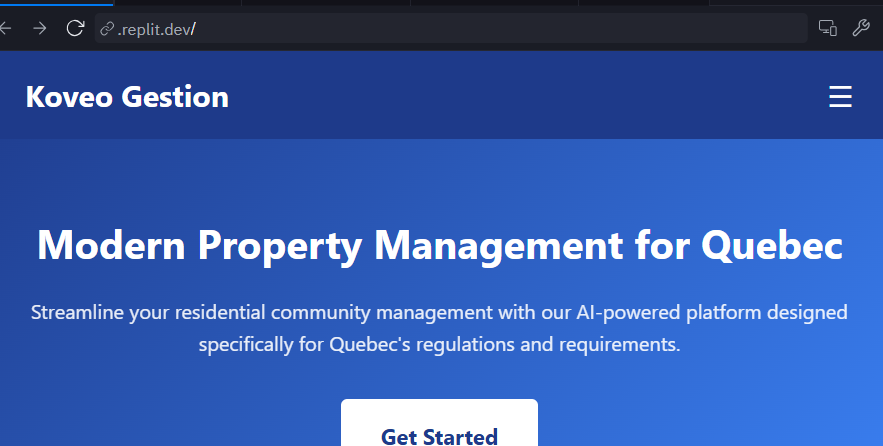 .replit.dev/
Koveo Gestion
Modern Property Management for Quebec
Streamline your residential community management with our AI-powered platform designed
specifically for Quebec's regulations and requirements.
Get Started